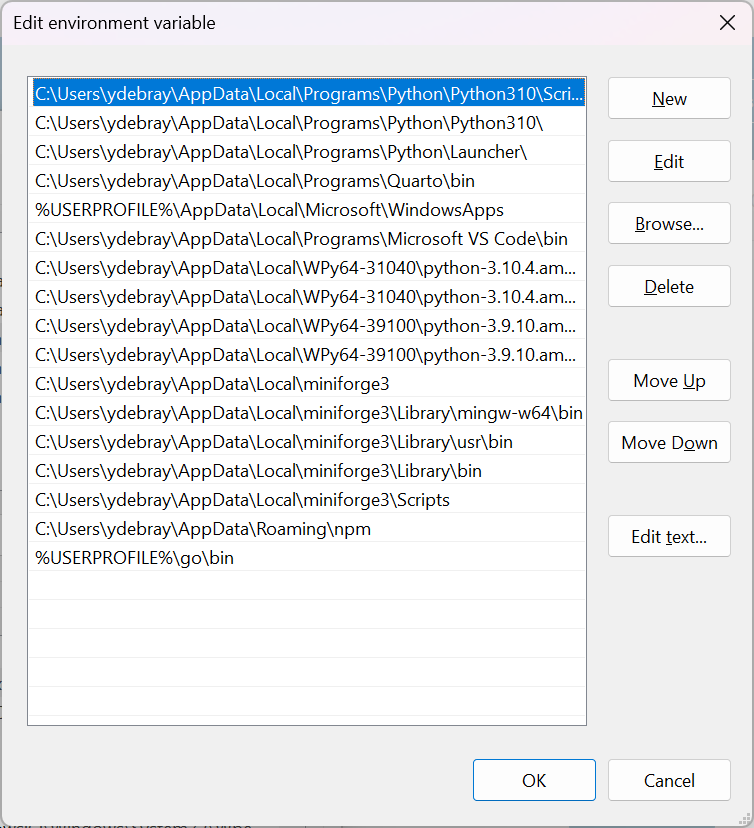 Edit environment variable
C:\Users\ydebray\AppData\Local\Programs\Python\Python310\Scri...
C:\Users\ydebray\AppData\Local\Programs\Python\Python310\
C:\Users\ydebray\AppData\Local\Programs\Python\Launcher\
C:\Users\ydebray\AppData\Local\Programs\Quarto\bin
%USERPROFILE%\AppData\Local\Microsoft\WindowsApps
C:\Users\ydebray\AppData\Local\Programs\Microsoft VS Code\bin
C:\Users\ydebray\AppData\Local\WPy64-31040\python-3.10.4.am...
C:\Users\ydebray\AppData\Local\WPy64-31040\python-3.10.4.am...
C:\Users\ydebray\AppData\Local\WPy64-39100\python-3.9.10.am...
C:\Users\ydebray\AppData\Local\WPy64-39100\python-3.9.10.am...
C:\Users\ydebray\AppData\Local\miniforge3
C:\Users\ydebray\AppData\Local\miniforge3\Library\mingw-w64\bin
C:\Users\ydebray\AppData\Local\miniforge3\Library\usr\bin
C:\Users\ydebray\AppData\Local\miniforge3\Library\bin
C:\Users\ydebray\AppData\Local\miniforge3\Scripts
C:\Users\ydebray\AppData\Roaming\npm
%USERPROFILE%\go\bin
New
Edit
Browse...
Delete
Move Up
Move Down
Edit text...
OK
Cancel